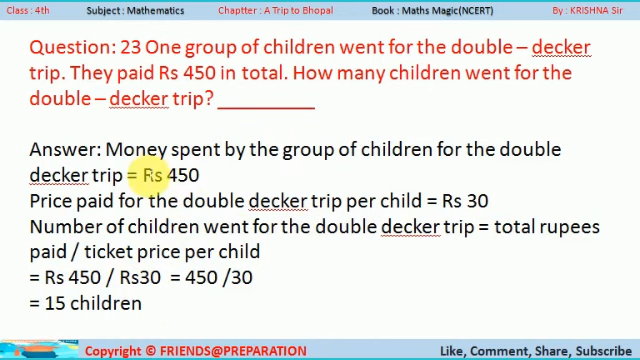 Class : 4th Subject : Mathematics Chaptter : A Trip to Bhopal Book : Maths Magic(NCERT) By : KRISHNA Sir
Question: 23 One group of children went for the double – decker
trip. They paid Rs 450 in total. How many children went for the
double – decker trip? __________
Answer: Money spent by the group of children for the double
decker trip = Rs 450
Price paid for the double decker trip per child = Rs 30
Number of children went for the double decker trip = total rupees
paid / ticket price per child
= Rs 450 / Rs30 = 450 /30
= 15 children
Copyright © FRIENDS@PREPARATION Like, Comment, Share, Subscribe